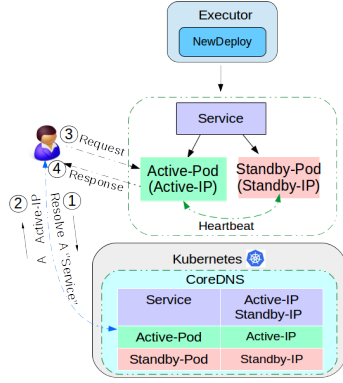 Executor
NewDeploy
Service
③ Request
④ Response
Active-Pod
(Active-IP)
Standby-Pod
(Standby-IP)
Heartbeat
②
A Active-IP
①
Resolve A "Service"
Kubernetes
CoreDNS
Service
Active-IP
Standby-IP
Active-Pod
Active-IP
Standby-Pod
Standby-IP